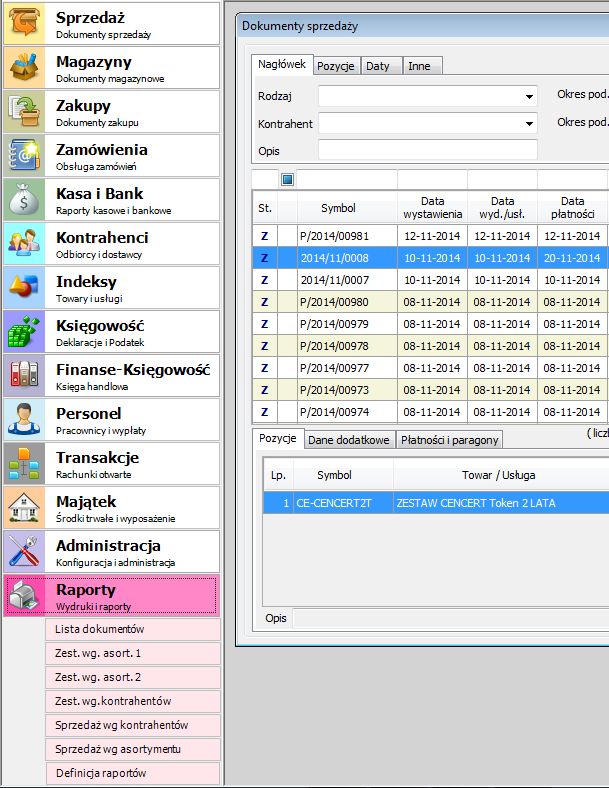 Sprzedaż
Dokumenty sprzedaży
Magazyny
Dokumenty magazynowe
Zakupy
Dokumenty zakupu
Zamówienia
Obsługa zamówień
Kasa i Bank
Raporty kasowe i bankowe
Kontrahenci
Odbiorcy i dostawcy
Indeksy
Towary i usługi
Księgowość
Deklaracje i Podatek
Finanse-Księgowość
Księga handlowa
Personel
Pracownicy i wypłaty
Transakcje
Rachunki otwarte
Majątek
Środki trwałe i wyposażenie
Administracja
Konfiguracja i administracja
Raporty
Wydruki i raporty
Lista dokumentów
Zest. wg. asort. 1
Zest. wg. asort. 2
Zest. wg. kontrahentów
Sprzedaż wg kontrahentów
Sprzedaż wg asortymentu
Definicja raportów
Dokumenty sprzedaży
Nagłówek Pozycje Daty Inne
Rodzaj Okres pod.
Kontrahent Okres pod.
Opis
St. Symbol Data wystawienia Data wyd./usł. Data płatności
Z P/2014/00981 12-11-2014 12-11-2014 12-11-2014
Z 2014/11/0008 10-11-2014 10-11-2014 20-11-2014
Z 2014/11/0007 10-11-2014 10-11-2014 10-11-2014
Z P/2014/00980 08-11-2014 08-11-2014 08-11-2014
Z P/2014/00979 08-11-2014 08-11-2014 08-11-2014
Z P/2014/00978 08-11-2014 08-11-2014 08-11-2014
Z P/2014/00977 08-11-2014 08-11-2014 08-11-2014
Z P/2014/00973 08-11-2014 08-11-2014 08-11-2014
Z P/2014/00974 08-11-2014 08-11-2014 08-11-2014
Pozycje Dane dodatkowe Płatności i paragony ( licz
Lp. Symbol Towar / Usługa
1 CE-CENCERT2T ZESTAW CENCERT Token 2 LATA
Opis